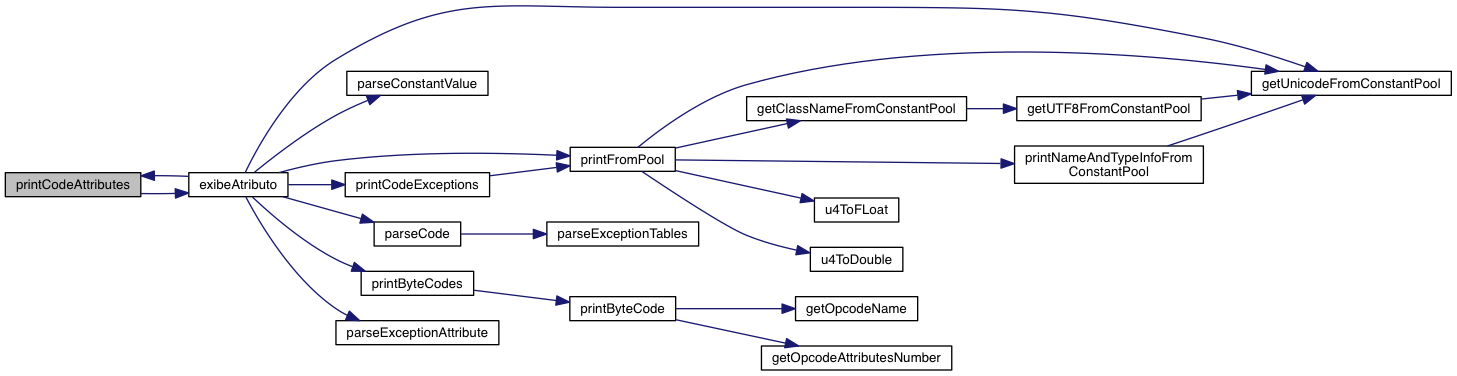 printCodeAttributes
exibeAtributo
parseConstantValue
printCodeExceptions
parseCode
printByteCodes
parseExceptionAttribute
printFromPool
parseExceptionTables
printByteCode
getClassNameFromConstantPool
u4ToFLoat
u4ToDouble
getOpcodeName
getOpcodeAttributesNumber
getUTF8FromConstantPool
printNameAndTypeInfoFrom
ConstantPool
getUnicodeFromConstantPool